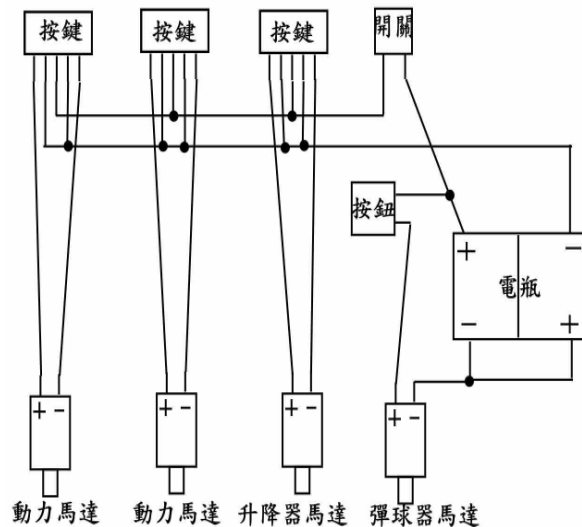 按鍵 按鍵 按鍵 開關
按鈕
+ −
電瓶
− +
+ − + − + − + −
動力馬達 動力馬達 升降器馬達 彈球器馬達